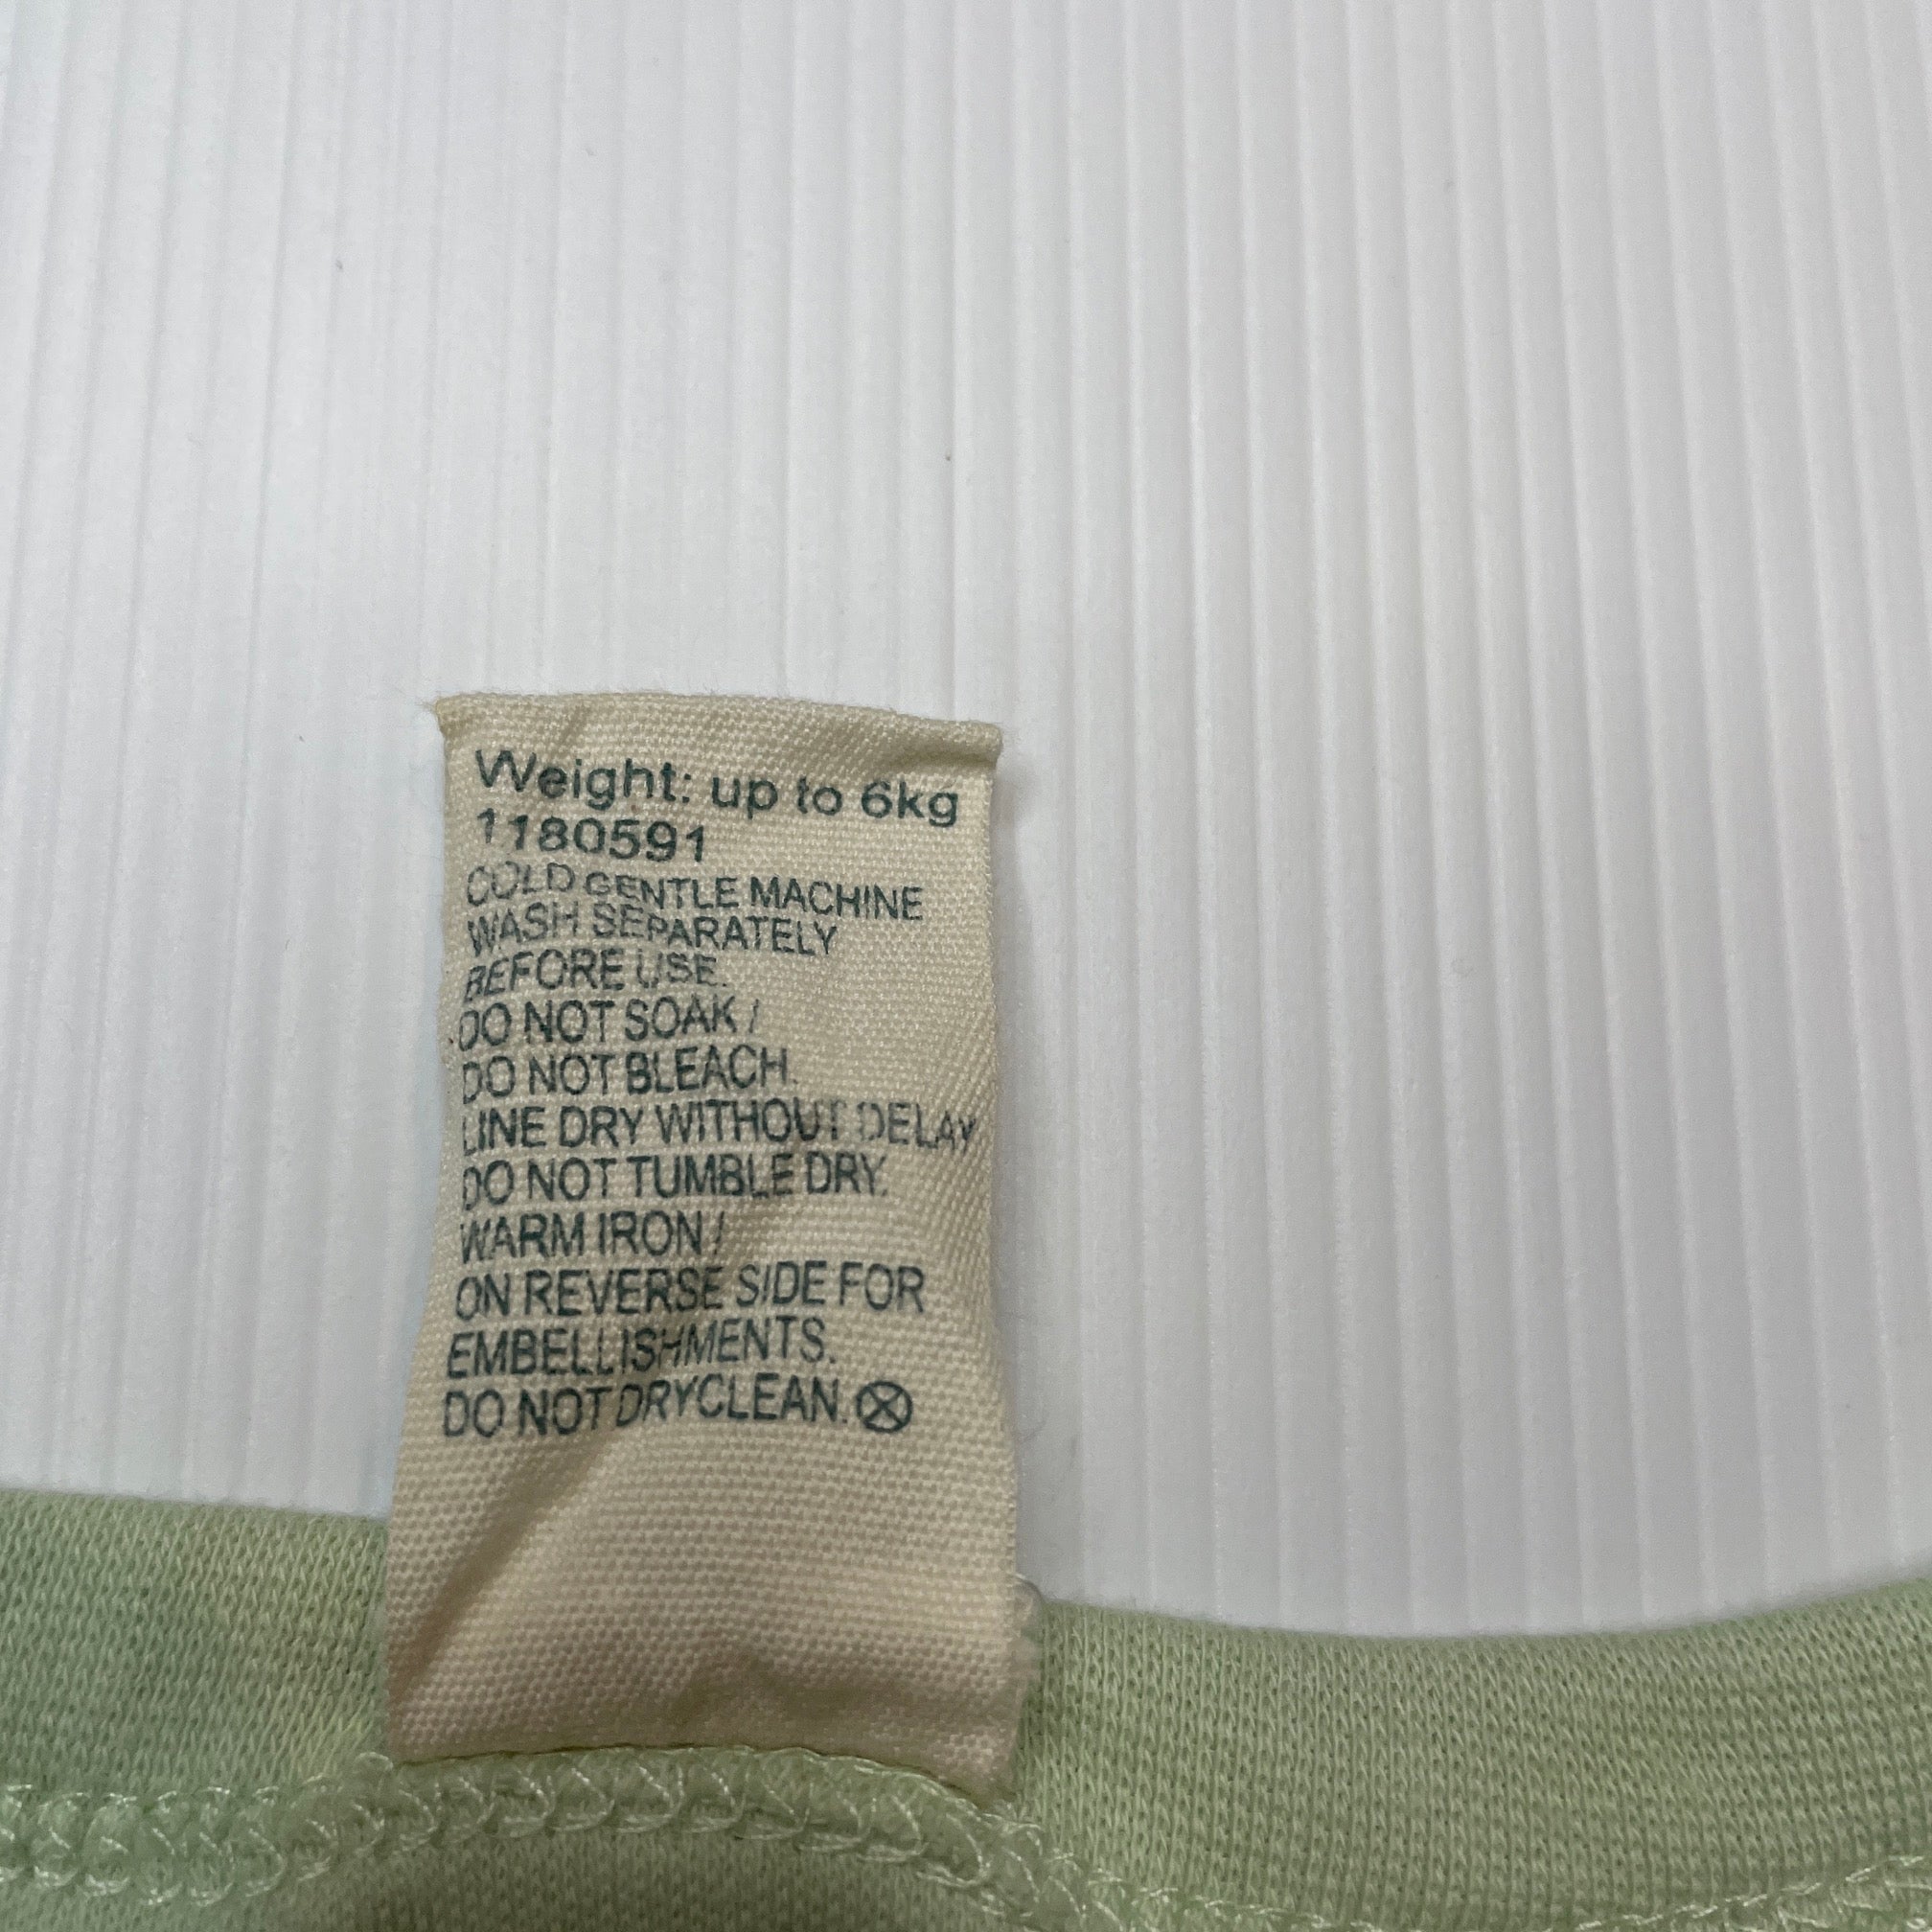 Weight: up to 6kg
1180591
COLD GENTLE MACHINE
WASH SEPARATELY
BEFORE USE.
DO NOT SOAK /
DO NOT BLEACH.
LINE DRY WITHOUT DELAY
DO NOT TUMBLE DRY.
WARM IRON /
ON REVERSE SIDE FOR
EMBELLISHMENTS.
DO NOT DRYCLEAN.